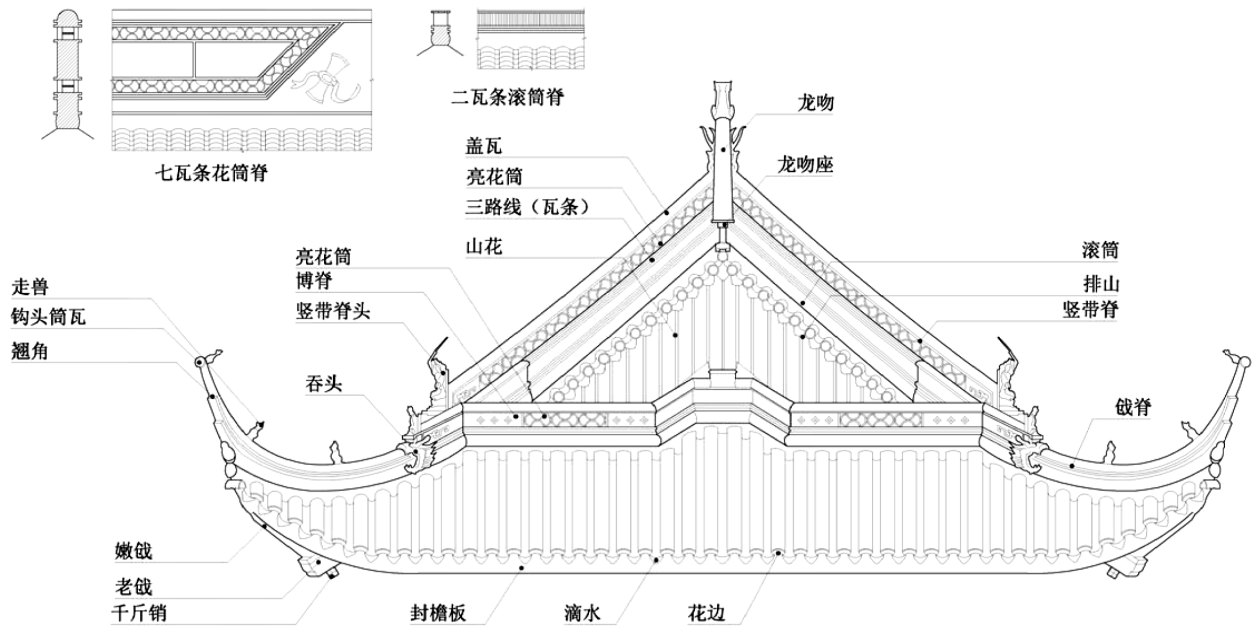 七瓦条花筒脊
二瓦条滚筒脊
龙吻
龙吻座
盖瓦
亮花筒
三路线（瓦条）
山花
亮花筒
博脊
竖带脊头
吞头
走兽
钩头筒瓦
翘角
滚筒
排山
竖带脊
戗脊
嫩戗
老戗
千斤销
封檐板
滴水
花边